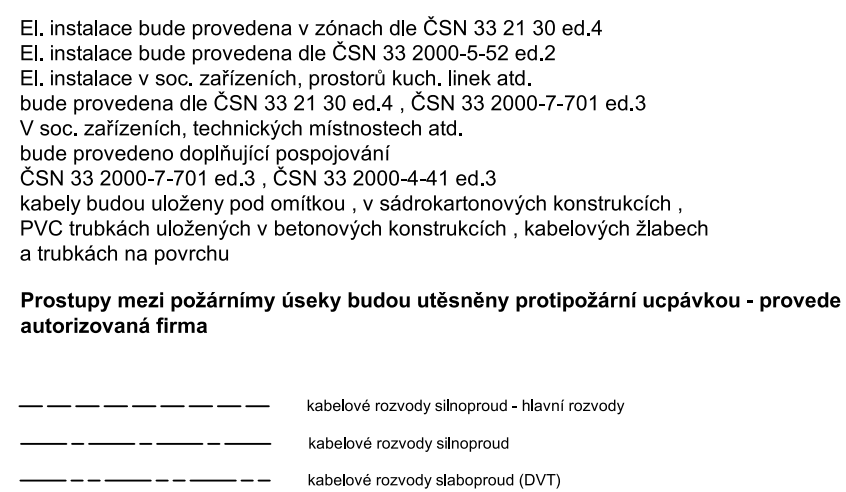 El. instalace bude provedena v zónach dle ČSN 33 21 30 ed.4
El. instalace bude provedena dle ČSN 33 2000-5-52 ed.2
El. instalace v soc. zařízeních, prostorů kuch. linek atd.
bude provedena dle ČSN 33 21 30 ed.4 , ČSN 33 2000-7-701 ed.3
V soc. zařízeních, technických místnostech atd.
bude provedeno doplňující pospojování
ČSN 33 2000-7-701 ed.3 , ČSN 33 2000-4-41 ed.3
kabely budou uloženy pod omítkou , v sádrokartonových konstrukcích ,
PVC trubkách uložených v betonových konstrukcích , kabelových žlabech
a trubkách na povrchu
Prostupy mezi požárnímy úseky budou utěsněny protipožární ucpávkou - provede
autorizovaná firma
kabelové rozvody silnoproud - hlavní rozvody
kabelové rozvody silnoproud
kabelové rozvody slaboproud (DVT)